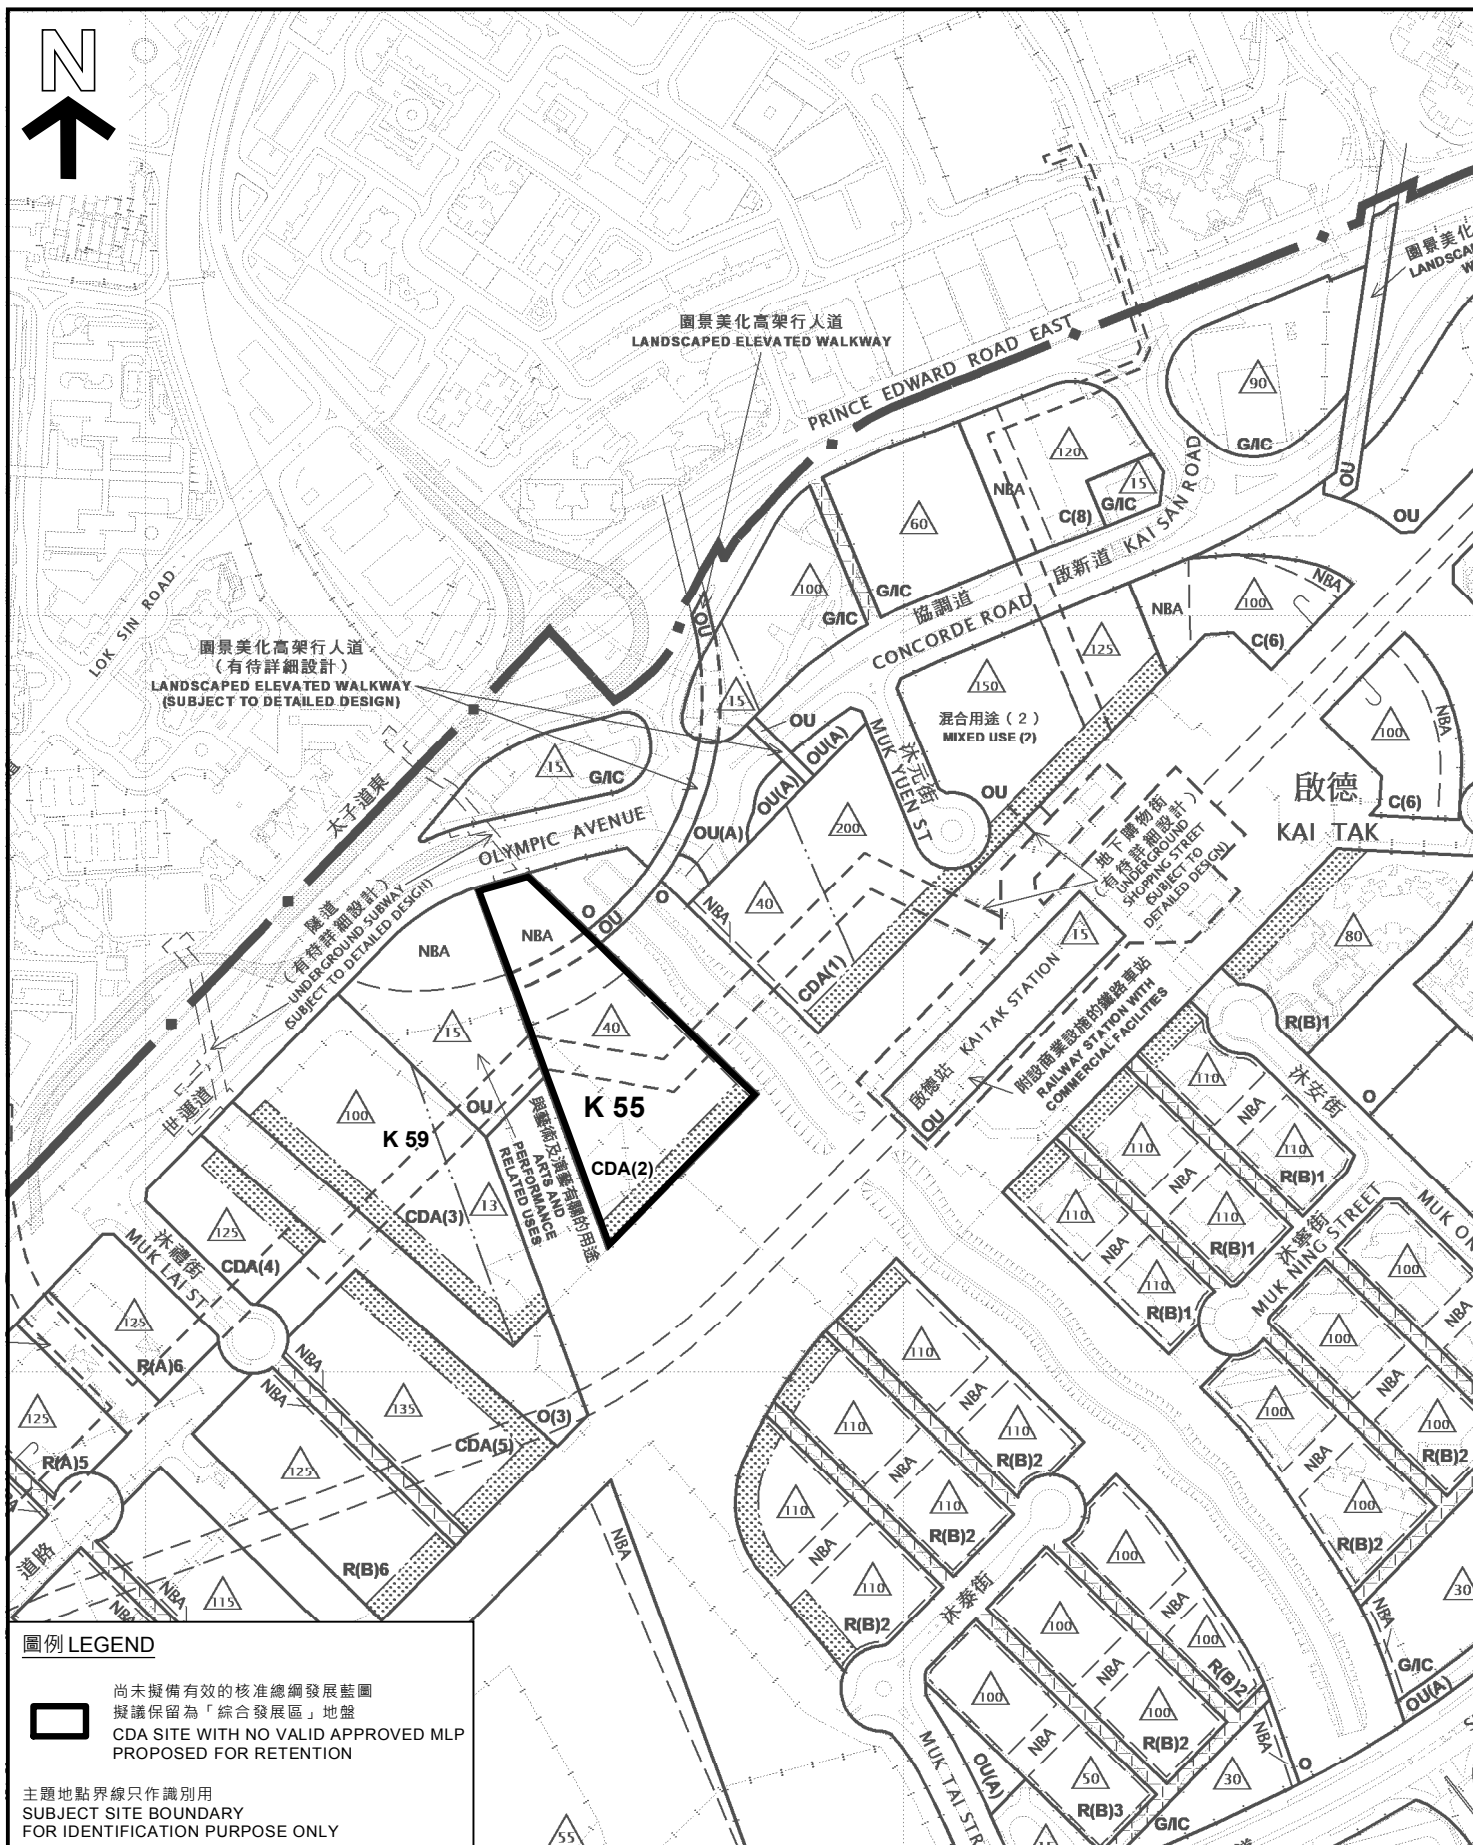 N
園景美化高架行人道
LANDSCAPED ELEVATED WALKWAY
PRINCE EDWARD ROAD EAST
園景美化
90
G/IC
OU
OU
120
NBA
15
G/IC
C(8)
60
G/IC
KAI SAN ROAD
啟新道
協調道
CONCORDE ROAD
100
G/IC
OU
LOK SIN ROAD
園景美化高架行人道
(有待詳細設計)
LANDSCAPED ELEVATED WALKWAY
(SUBJECT TO DETAILED DESIGN)
15
OU
OU(A)
OU(A)
OU(A)
NBA
125
NBA
100
NBA
C(6)
150
混合用途(2)
MIXED USE (2)
沐元街
MUK YUEN ST
OU
100
NBA
C(6)
啟德
KAI TAK
15
G/IC
太子道東
OLYMPIC AVENUE
200
40
NBA
CDA(1)
地下購物街
(有待詳細設計)
UNDERGROUND
SHOPPING STREET
(SUBJECT TO
DETAILED DESIGN)
隧道
(有待詳細設計)
UNDERGROUND SUBWAY
(SUBJECT TO DETAILED DESIGN)
O
OU
O
NBA
NBA
15
40
K 55
CDA(2)
15
KAI TAK STATION
啟德站
OU
附設商業設施的鐵路車站
RAILWAY STATION WITH
COMMERCIAL FACILITIES
80
R(B)1
世運道
100
K 59
OU
CDA(3)
13
與藝術及演藝有關的用途
ARTS AND
PERFORMANCE
RELATED USES
沐安街
MUK ON
O
110
NBA
110
R(B)1
110
NBA
110
R(B)1
110
NBA
110
R(B)1
沐寧街
MUK NING STREET
沐禮街
MUK LAI ST
125
CDA(4)
125
R(A)6
125
R(A)5
NBA
NBA
135
CDA(5)
O(3)
125
R(B)6
NBA
NBA
115
道路
NBA
110
NBA
110
R(B)2
110
NBA
110
R(B)2
110
NBA
110
R(B)2
100
NBA
100
NBA
100
R(B)2
100
NBA
100
R(B)2
沐泰街
MUK TAI STR
100
NBA
100
R(B)2
100
NBA
100
R(B)2
100
NBA
50
R(B)3
OU(A)
30
G/IC
NBA
O
NBA
30
G/IC
OU(A)
55
15
圖例 LEGEND
尚未擬備有效的核准總綱發展藍圖
擬議保留為「綜合發展區」地盤
CDA SITE WITH NO VALID APPROVED MLP
PROPOSED FOR RETENTION
主題地點界線只作識別用
SUBJECT SITE BOUNDARY
FOR IDENTIFICATION PURPOSE ONLY